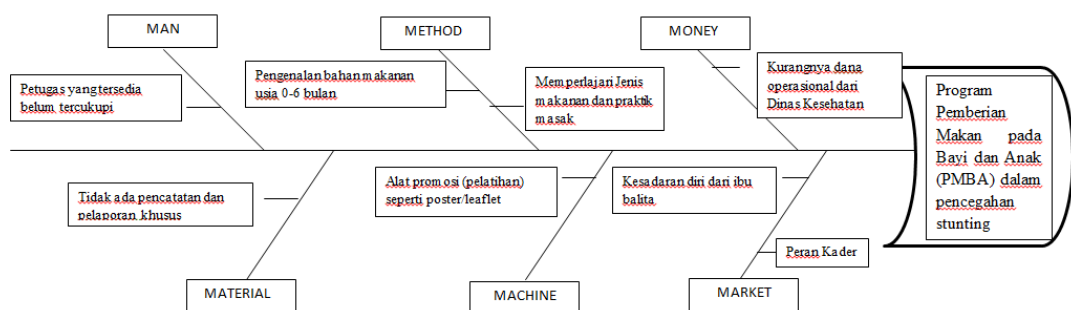 MAN
METHOD
MONEY
Petugas yang tersedia
belum tercukupi
Pengenalan bahan makanan
usia 0-6 bulan
Memperlajari Jenis
makanan dan praktik
masak
Kurangnya dana
operasional dari
Dinas Kesehatan
Program
Pemberian
Makan pada
Bayi dan Anak
(PMBA) dalam
pencegahan
stunting
Tidak ada pencatatan dan
pelaporan khusus
Alat promosi (pelatihan)
seperti poster/leaflet
Kesadaran diri dari ibu
balita
Peran Kader
MATERIAL
MACHINE
MARKET